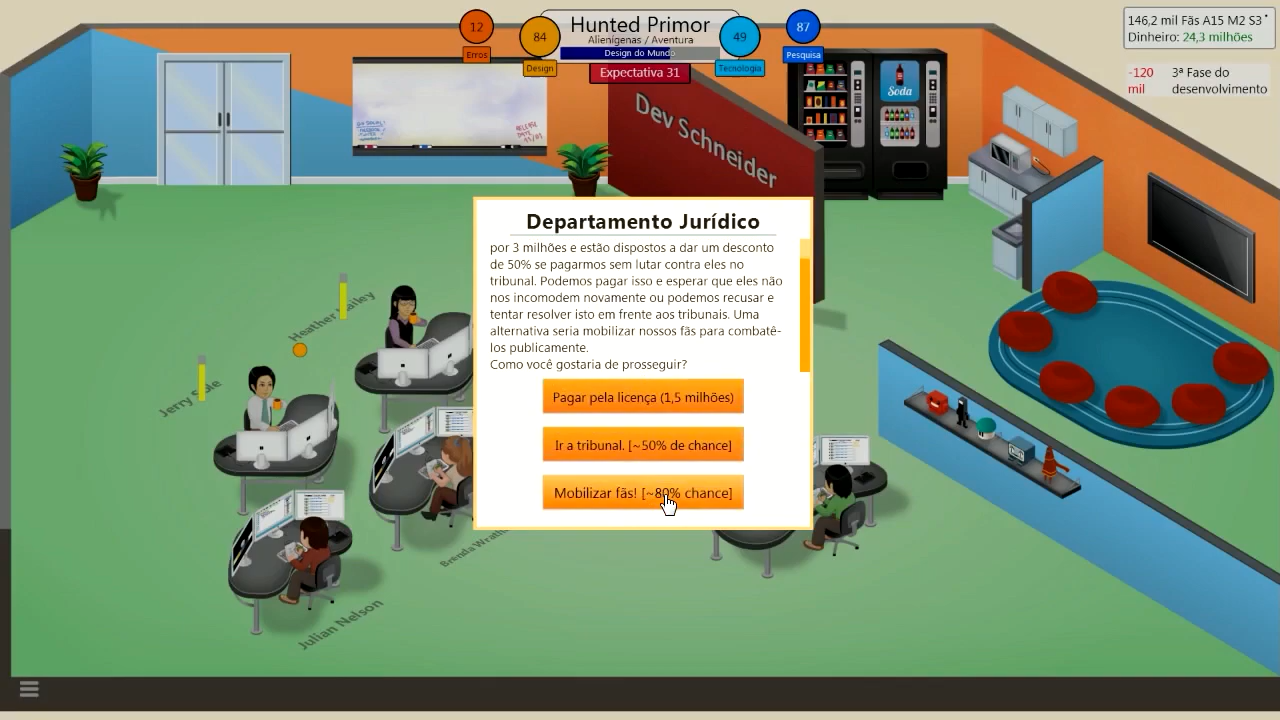 12
Erros
84
Design
Hunted Primor
Alienígenas / Aventura
Design do Mundo
Expectativa 31
49
Tecnologia
87
Pesquisa
146,2 mil Fãs A15 M2 S3
Dinheiro: 24,3 milhões
-120 mil
3ª Fase do desenvolvimento
Soda
Dev Schneider
Departamento Jurídico
por 3 milhões e estão dispostos a dar um desconto
de 50% se pagarmos sem lutar contra eles no
tribunal. Podemos pagar isso e esperar que eles não
nos incomodem novamente ou podemos recusar e
tentar resolver isto em frente aos tribunais. Uma
alternativa seria mobilizar nossos fãs para combatê-
los publicamente.
Como você gostaria de prosseguir?
Pagar pela licença (1,5 milhões)
Ir a tribunal. [~50% de chance]
Mobilizar fãs! [~80% chance]
Julian Nelson